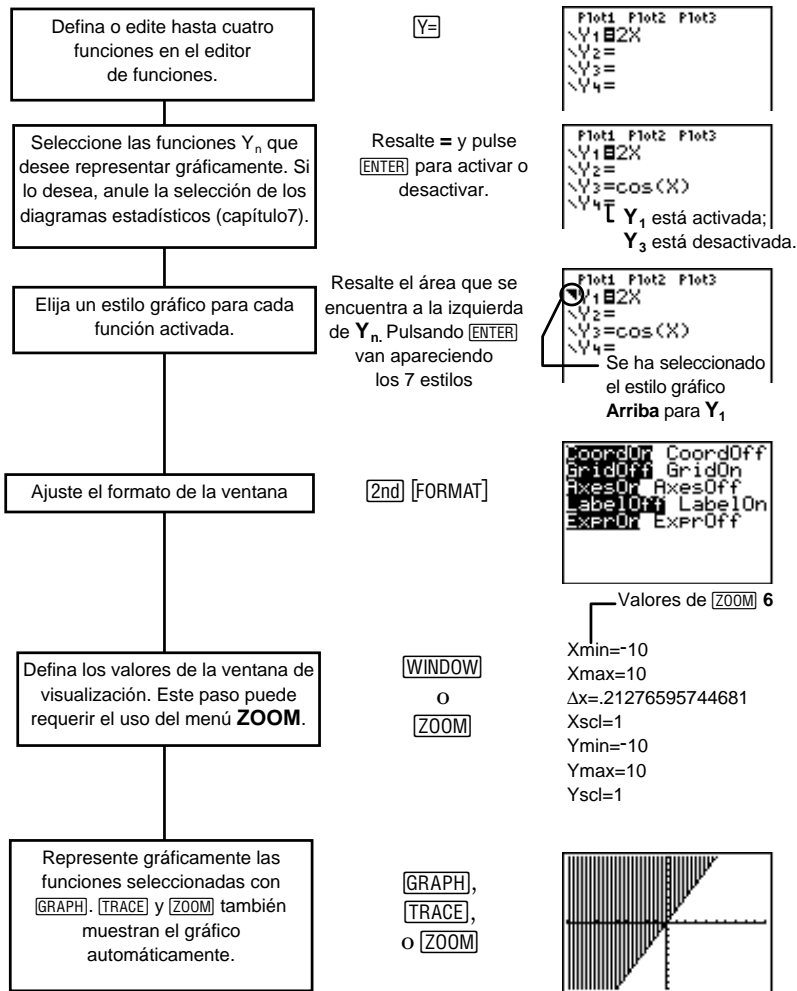 Defina o edite hasta cuatro
funciones en el editor
de funciones.
Y=
Plot1 Plot2 Plot3
\Y1=2X
\Y2=
\Y3=
\Y4=
Seleccione las funciones Yn que
desee representar gráficamente. Si
lo desea, anule la selección de los
diagramas estadísticos (capítulo7).
Resalte = y pulse
ENTER para activar o
desactivar.
Plot1 Plot2 Plot3
\Y1=2X
\Y2=
\Y3=cos(X)
\Y4=
Y1 está activada;
Y3 está desactivada.
Elija un estilo gráfico para cada
función activada.
Resalte el área que se
encuentra a la izquierda
de Yn. Pulsando ENTER
van apareciendo
los 7 estilos
Plot1 Plot2 Plot3
Y1=2X
\Y2=
\Y3=cos(X)
\Y4=
Se ha seleccionado
el estilo gráfico
Arriba para Y1
Ajuste el formato de la ventana
2nd [FORMAT]
CoordOn CoordOff
GridOff GridOn
AxesOn AxesOff
LabelOff LabelOn
ExprOn ExprOff
Valores de ZOOM 6
Defina los valores de la ventana de
visualización. Este paso puede
requerir el uso del menú ZOOM.
WINDOW
o
ZOOM
Xmin=-10
Xmax=10
Δx=.21276595744681
Xscl=1
Ymin=-10
Ymax=10
Yscl=1
Represente gráficamente las
funciones seleccionadas con
GRAPH. TRACE y ZOOM también
muestran el gráfico
automáticamente.
GRAPH,
TRACE,
o ZOOM